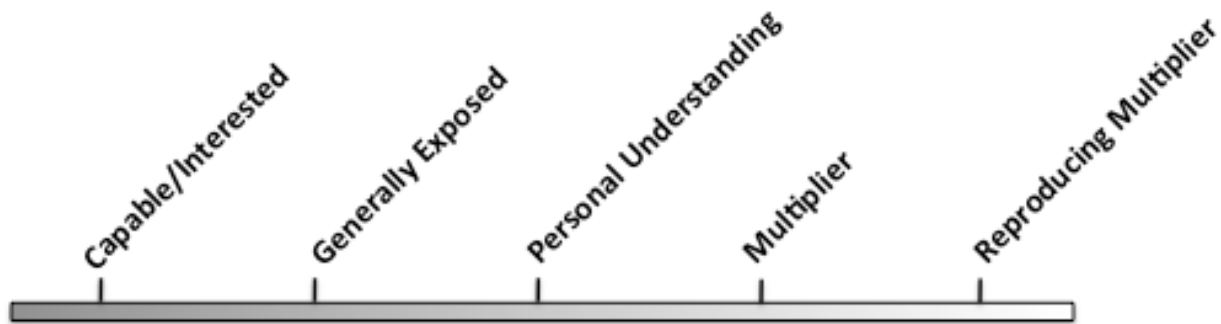 Capable/Interested
Generally Exposed
Personal Understanding
Multiplier
Reproducing Multiplier